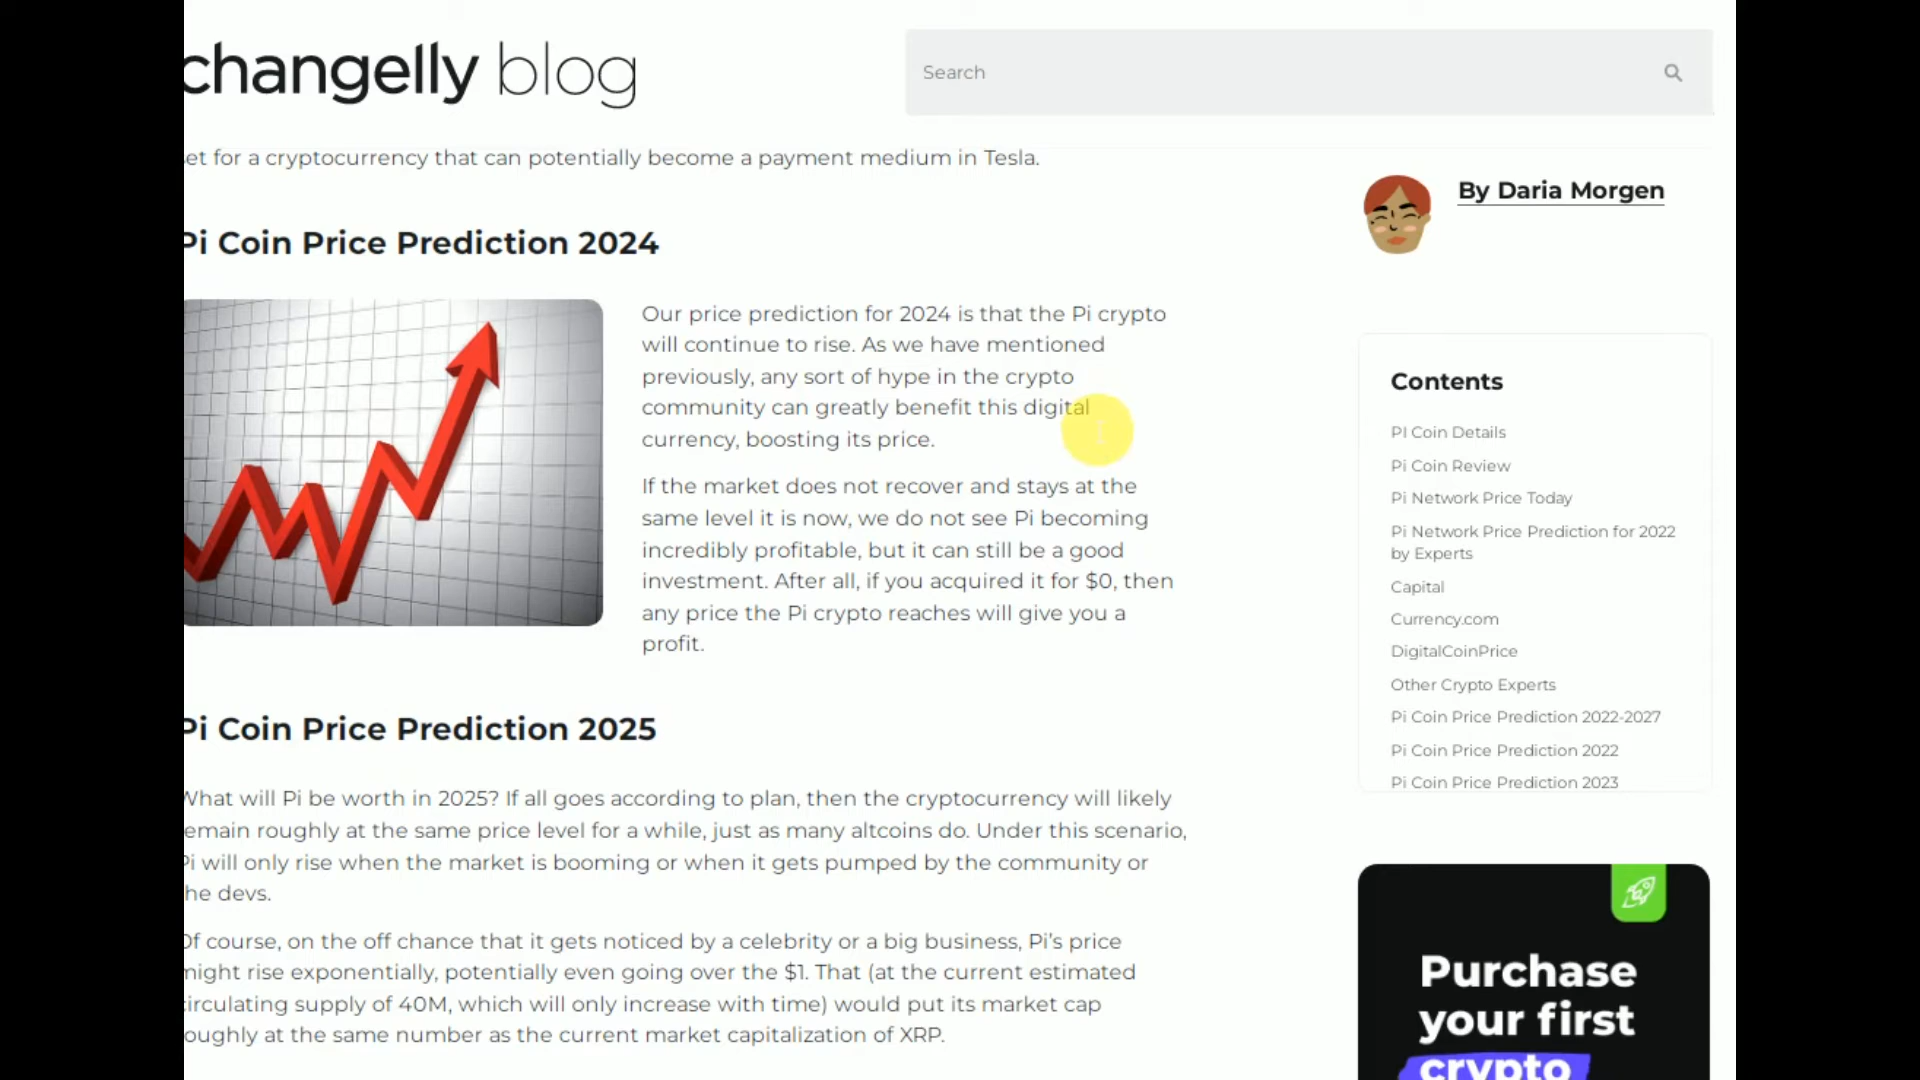 changelly blog
Search
set for a cryptocurrency that can potentially become a payment medium in Tesla.
By Daria Morgen
Pi Coin Price Prediction 2024
Our price prediction for 2024 is that the Pi crypto
will continue to rise. As we have mentioned
previously, any sort of hype in the crypto
community can greatly benefit this digital
currency, boosting its price.
If the market does not recover and stays at the
same level it is now, we do not see Pi becoming
incredibly profitable, but it can still be a good
investment. After all, if you acquired it for $0, then
any price the Pi crypto reaches will give you a
profit.
Pi Coin Price Prediction 2025
What will Pi be worth in 2025? If all goes according to plan, then the cryptocurrency will likely
emain roughly at the same price level for a while, just as many altcoins do. Under this scenario,
Pi will only rise when the market is booming or when it gets pumped by the community or
he devs.
Of course, on the off chance that it gets noticed by a celebrity or a big business, Pi's price
might rise exponentially, potentially even going over the $1. That (at the current estimated
circulating supply of 40M, which will only increase with time) would put its market cap
oughly at the same number as the current market capitalization of XRP.
Contents
PI Coin Details
Pi Coin Review
Pi Network Price Today
Pi Network Price Prediction for 2022
by Experts
Capital
Currency.com
DigitalCoinPrice
Other Crypto Experts
Pi Coin Price Prediction 2022-2027
Pi Coin Price Prediction 2022
Pi Coin Price Prediction 2023
Purchase
your first
crypto